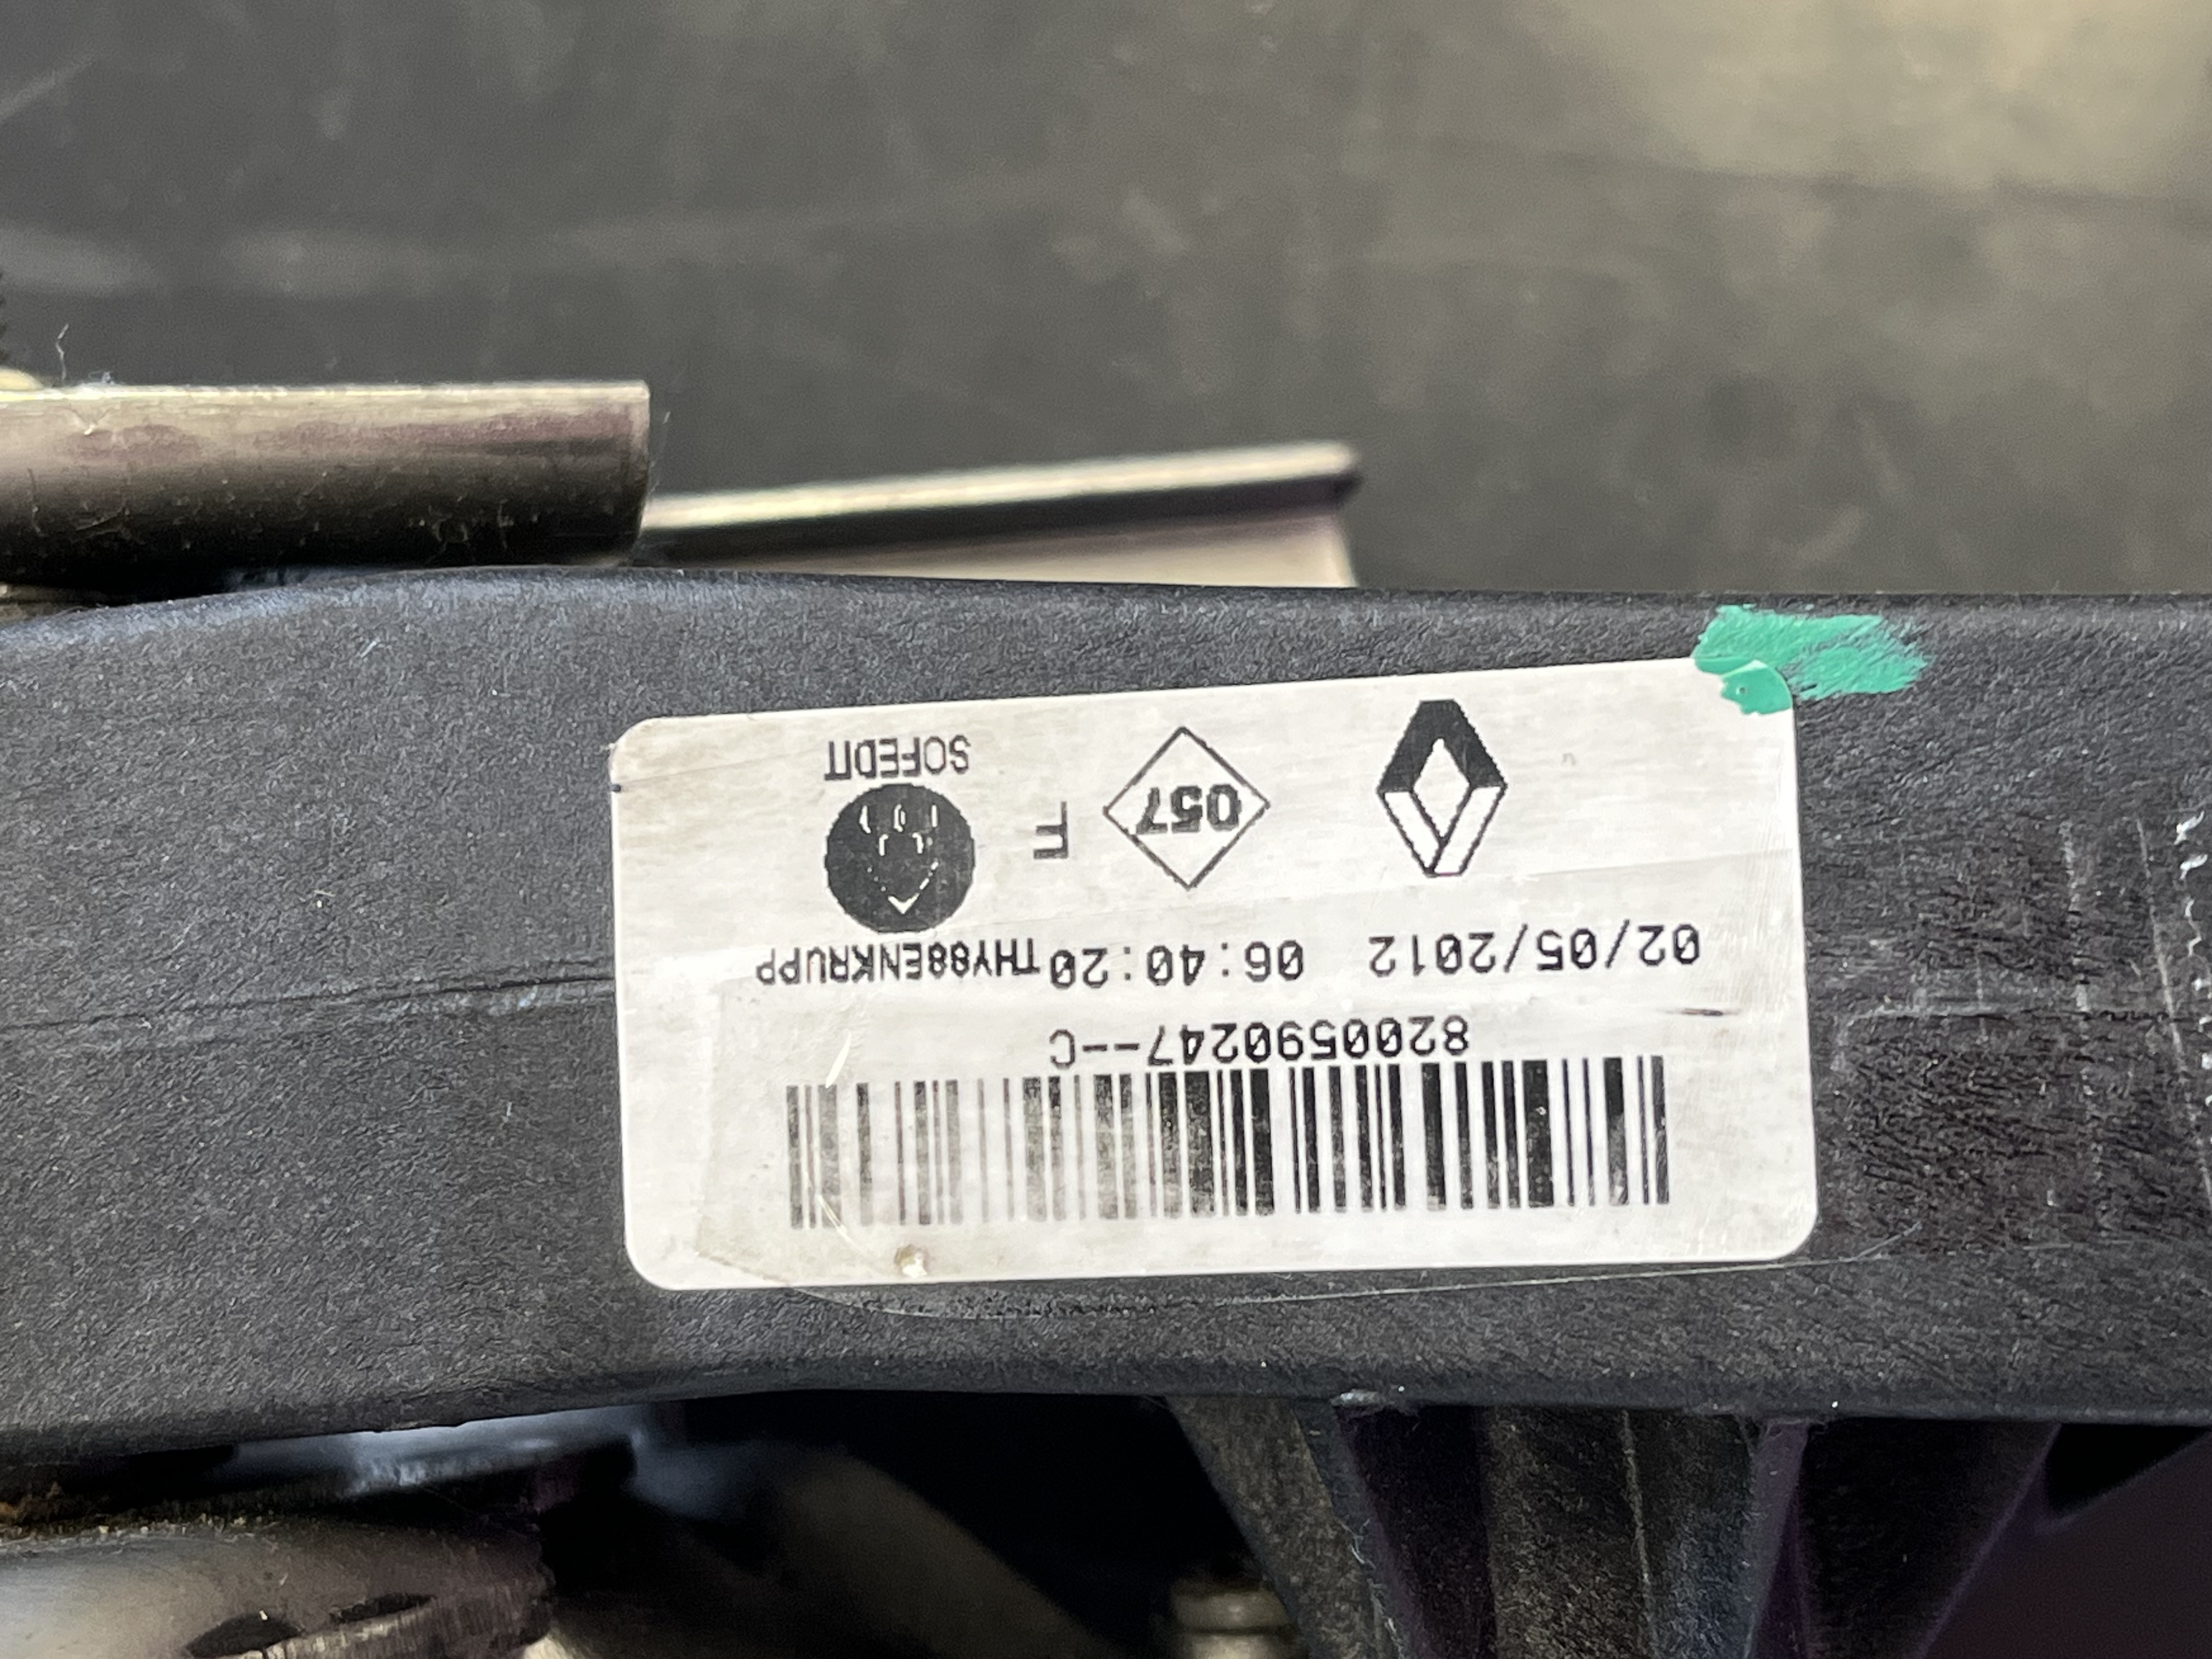 8200590247--C
02/05/2012 06:40:20 THY88ENKRUPP
057 F
SOFEDIT